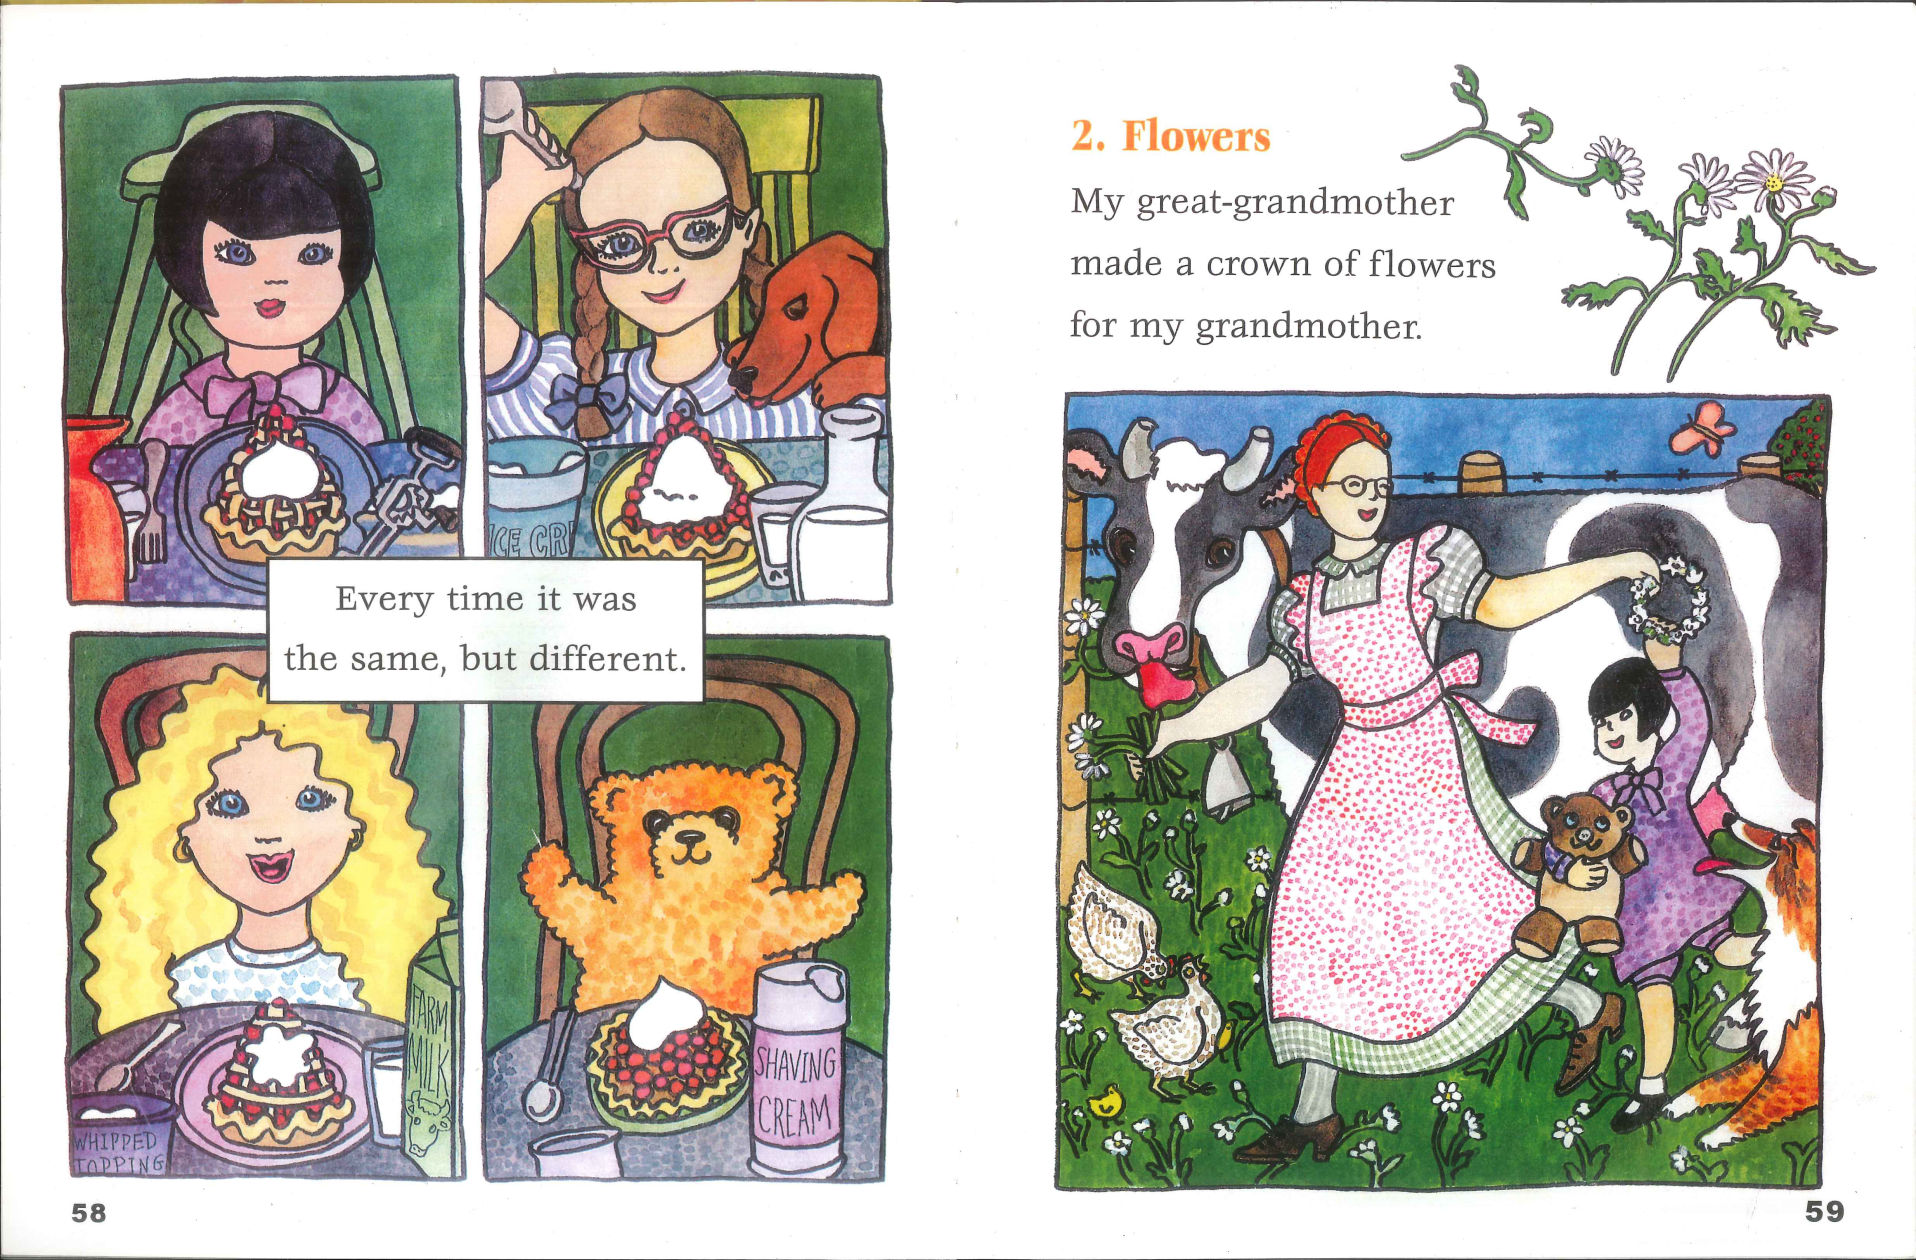 ICE CR
Every time it was
the same, but different.
FARM
MILK
WHIPPED
TOPPING
SHAVING
CREAM
58
2. Flowers
My great-grandmother
made a crown of flowers
for my grandmother.
59